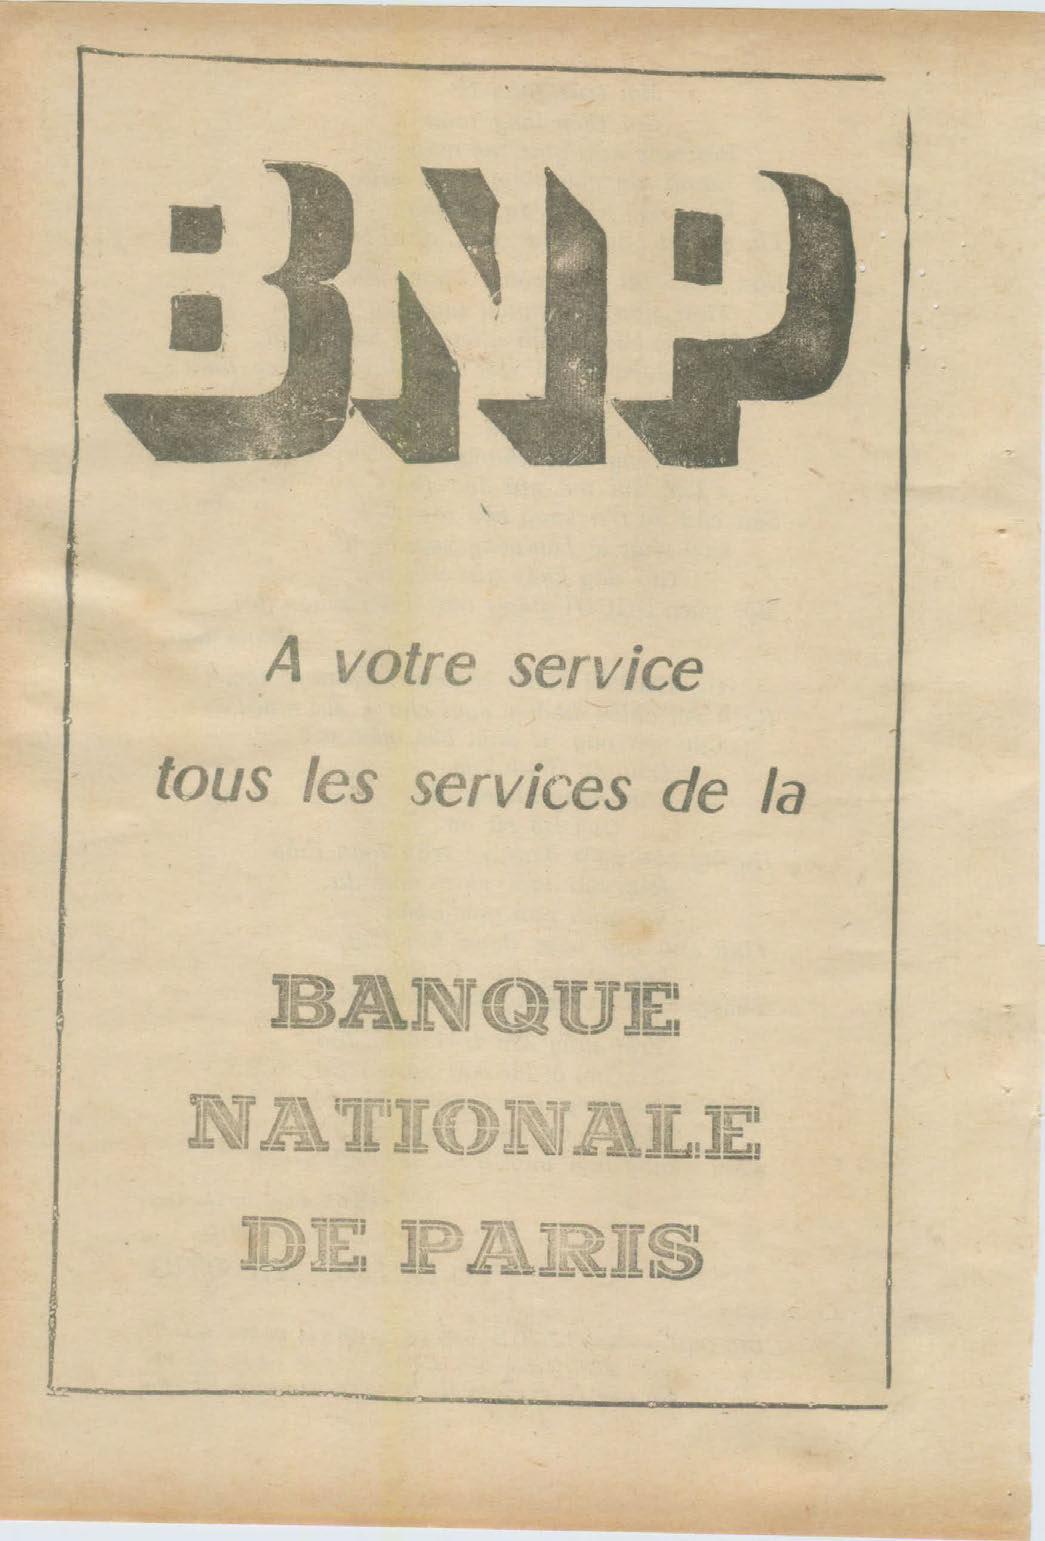 BNP
A votre service
tous les services de la
BANQUE
NATIONALE
DE PARIS